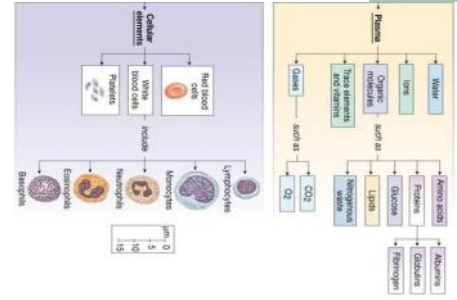 Plasma
Water
Ions
Organic
molecules
Trace elements
and vitamins
Gases
such as
Amino acids
Proteins
Glucose
Lipids
Nitrogenous
waste
Albumins
Globulins
Fibrinogen
such as
CO2
O2
Cellular
elements
Red blood
cells
White
blood cells
Platelets
include
Lymphocytes
Monocytes
Neutrophils
Eosinophils
Basophils
µm
0
5
10
15